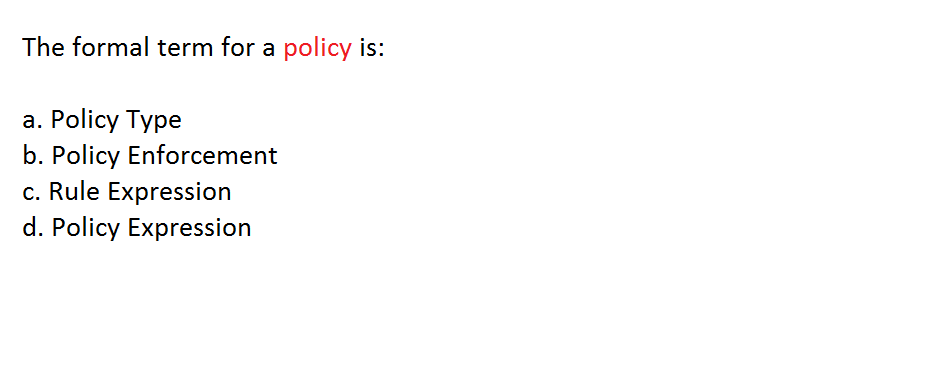 The formal term for a policy is:
a. Policy Type
b. Policy Enforcement
c. Rule Expression
d. Policy Expression